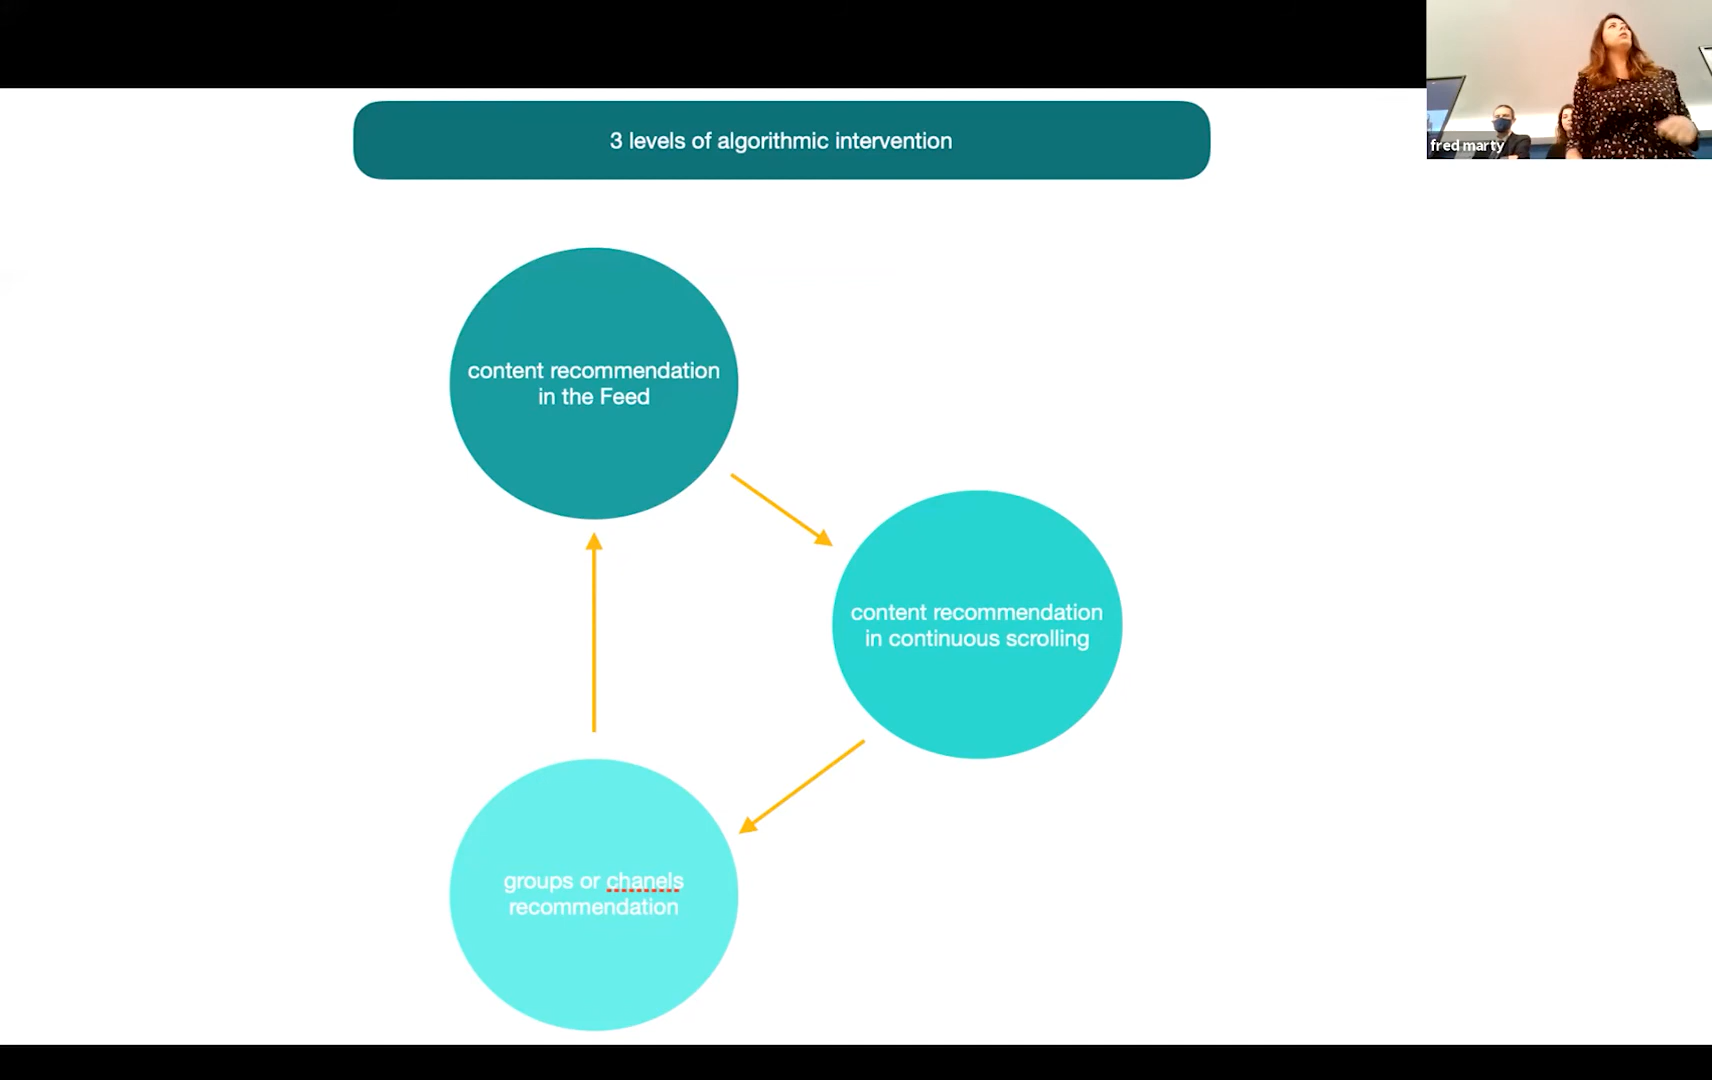 3 levels of algorithmic intervention
fred marty
content recommendation
in the Feed
content recommendation
in continuous scrolling
groups or chanels
recommendation